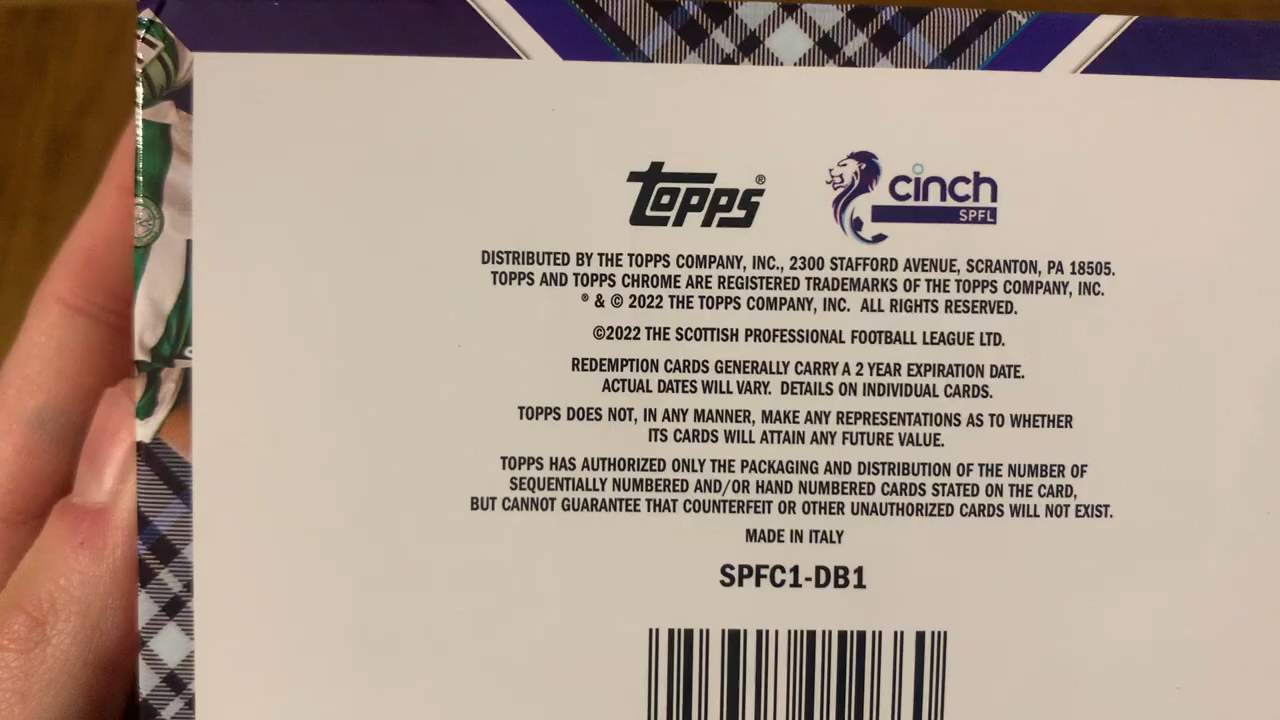 TOPPS®
cinch
SPFL
DISTRIBUTED BY THE TOPPS COMPANY, INC., 2300 STAFFORD AVENUE, SCRANTON, PA 18505.
TOPPS AND TOPPS CHROME ARE REGISTERED TRADEMARKS OF THE TOPPS COMPANY, INC.
® & © 2022 THE TOPPS COMPANY, INC. ALL RIGHTS RESERVED.
©2022 THE SCOTTISH PROFESSIONAL FOOTBALL LEAGUE LTD.
REDEMPTION CARDS GENERALLY CARRY A 2 YEAR EXPIRATION DATE.
ACTUAL DATES WILL VARY. DETAILS ON INDIVIDUAL CARDS.
TOPPS DOES NOT, IN ANY MANNER, MAKE ANY REPRESENTATIONS AS TO WHETHER
ITS CARDS WILL ATTAIN ANY FUTURE VALUE.
TOPPS HAS AUTHORIZED ONLY THE PACKAGING AND DISTRIBUTION OF THE NUMBER OF
SEQUENTIALLY NUMBERED AND/OR HAND NUMBERED CARDS STATED ON THE CARD,
BUT CANNOT GUARANTEE THAT COUNTERFEIT OR OTHER UNAUTHORIZED CARDS WILL NOT EXIST.
MADE IN ITALY
SPFC1-DB1